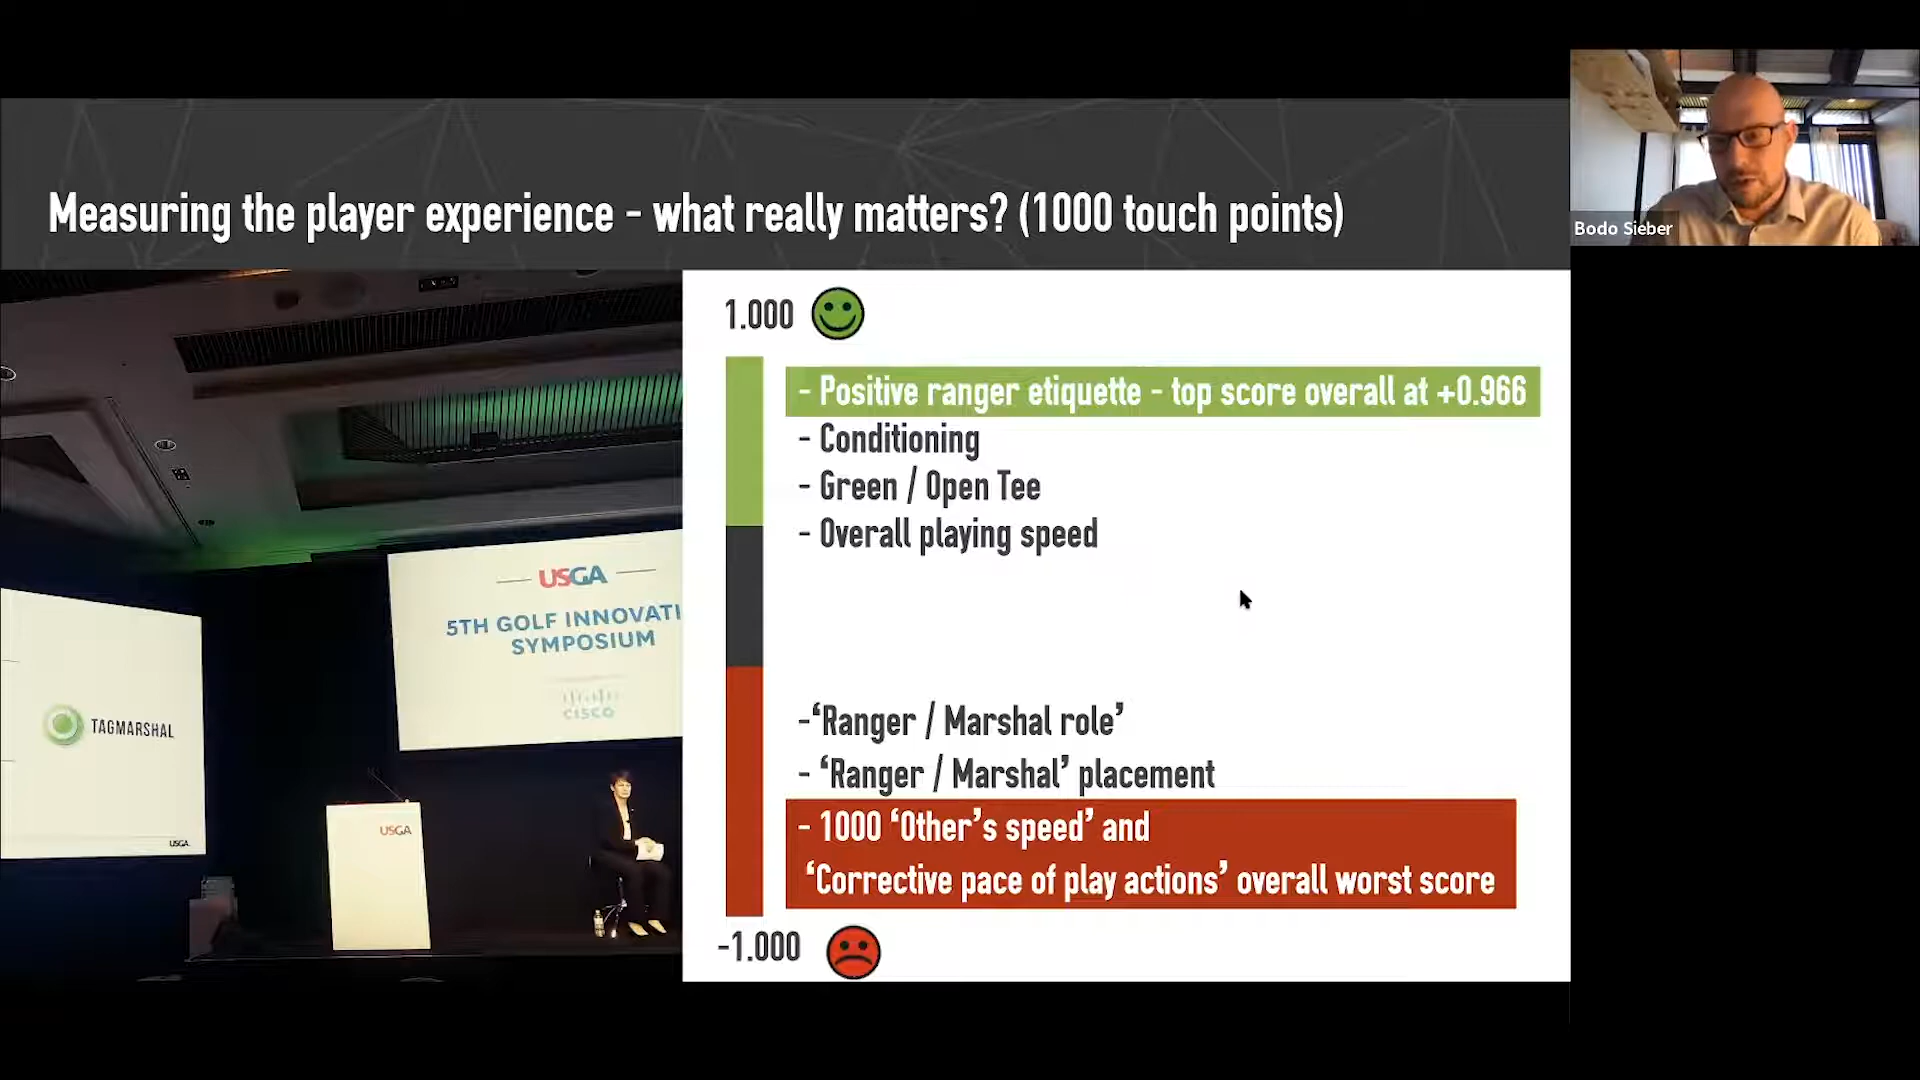 Measuring the player experience - what really matters? (1000 touch points)
Bodo Sieber
1.000
- Positive ranger etiquette - top score overall at +0.966
- Conditioning
- Green / Open Tee
- Overall playing speed
-‘Ranger / Marshal role’
- ‘Ranger / Marshal’ placement
- 1000 ‘Other’s speed’ and
‘Corrective pace of play actions’ overall worst score
-1.000
USGA
5TH GOLF INNOVATI
SYMPOSIUM
CISCO
TAGMARSHAL
USGA
USGA